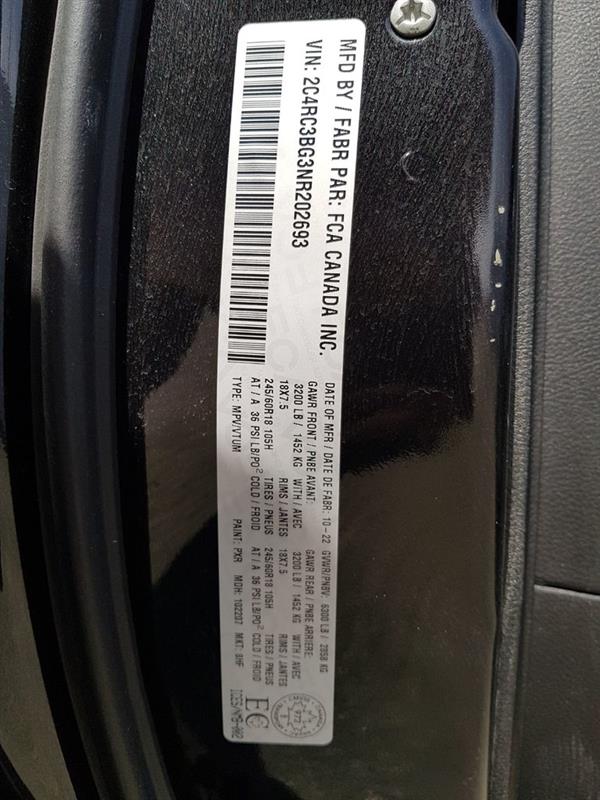 MFD BY / FABR PAR: FCA CANADA INC.
VIN: 2C4RC3BG3NR202693
DATE OF MFR / DATE DE FABR: 10-22 GVWR/PNBV: 6300 LB / 2858 KG
GAWR FRONT / PNBE AVANT: GAWR REAR / PNBE ARRIERE:
3200 LB / 1452 KG WITH / AVEC 3200 LB / 1452 KG WITH / AVEC
18X7.5 RIMS / JANTES 18X7.5 RIMS / JANTES
245/60R18 105H TIRES / PNEUS 245/60R18 105H TIRES / PNEUS
AT / A 36 PSI LB/PO² COLD / FROID AT / A 36 PSI LB/PO² COLD / FROID
TYPE: MPV/VTUM PAINT: PXR MDH: 102207 MKT: BHF
973
EC